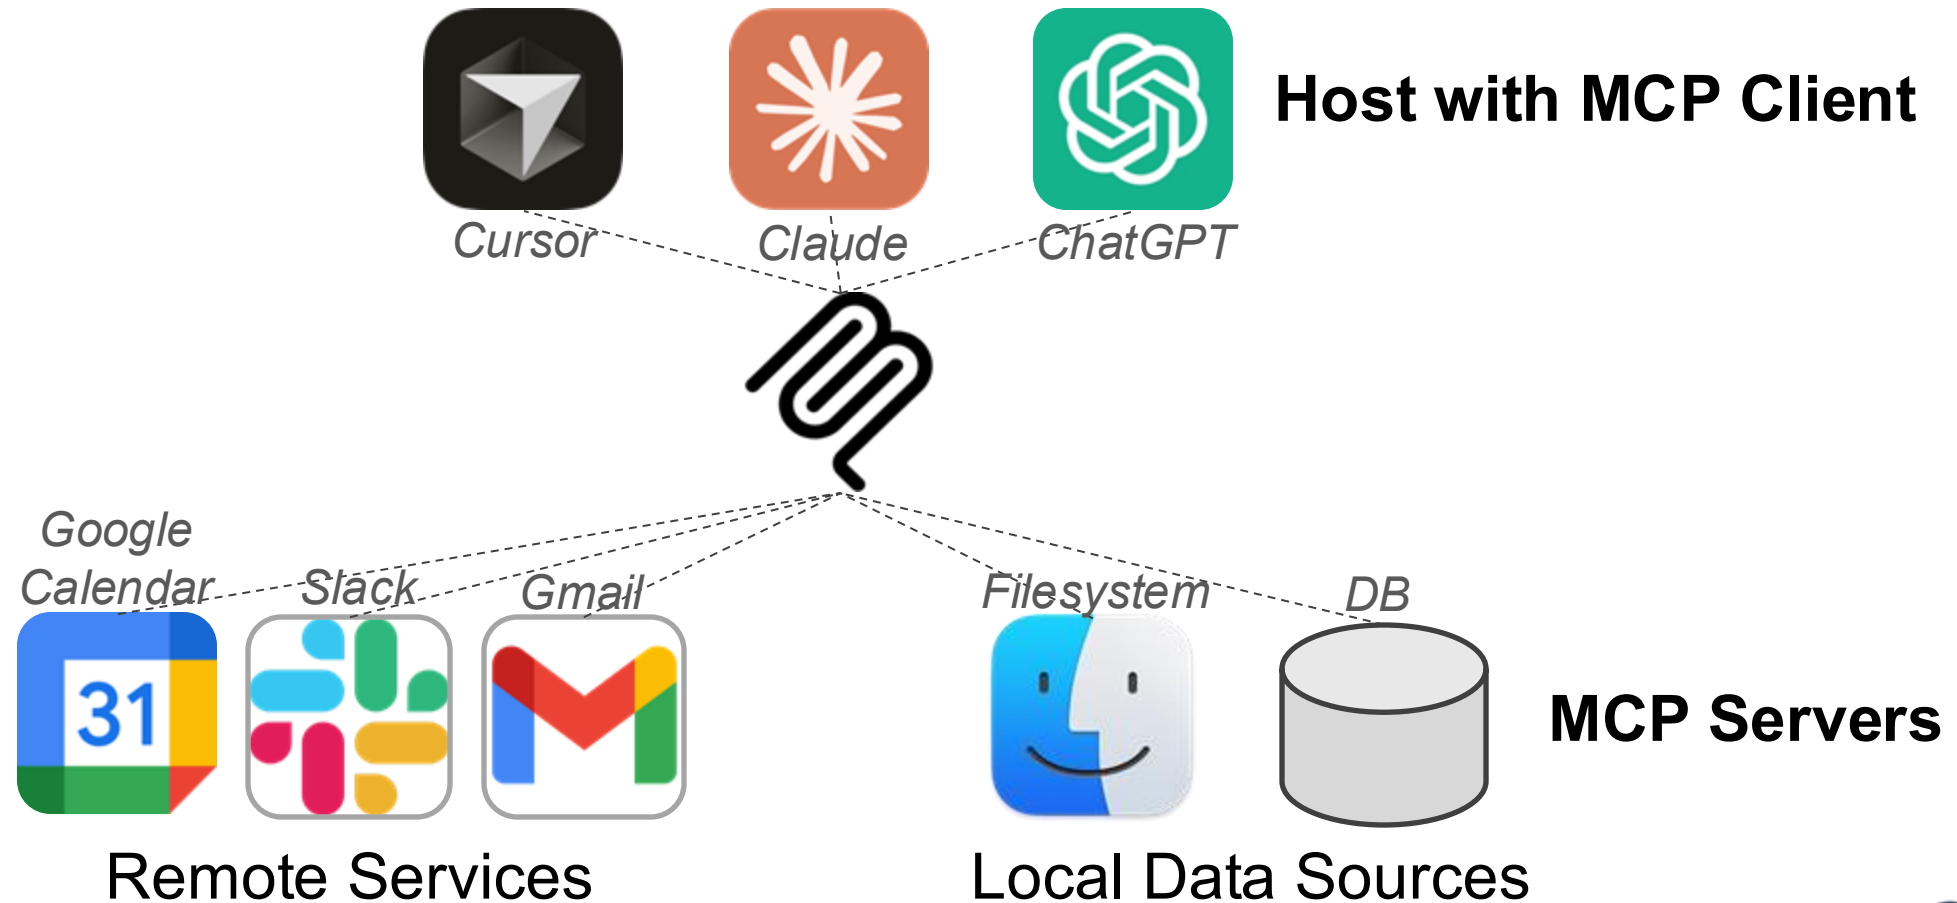 Host with MCP Client
Cursor
Claude
ChatGPT
Google
Calendar
Slack
Gmail
Filesystem
DB
31
MCP Servers
Remote Services
Local Data Sources